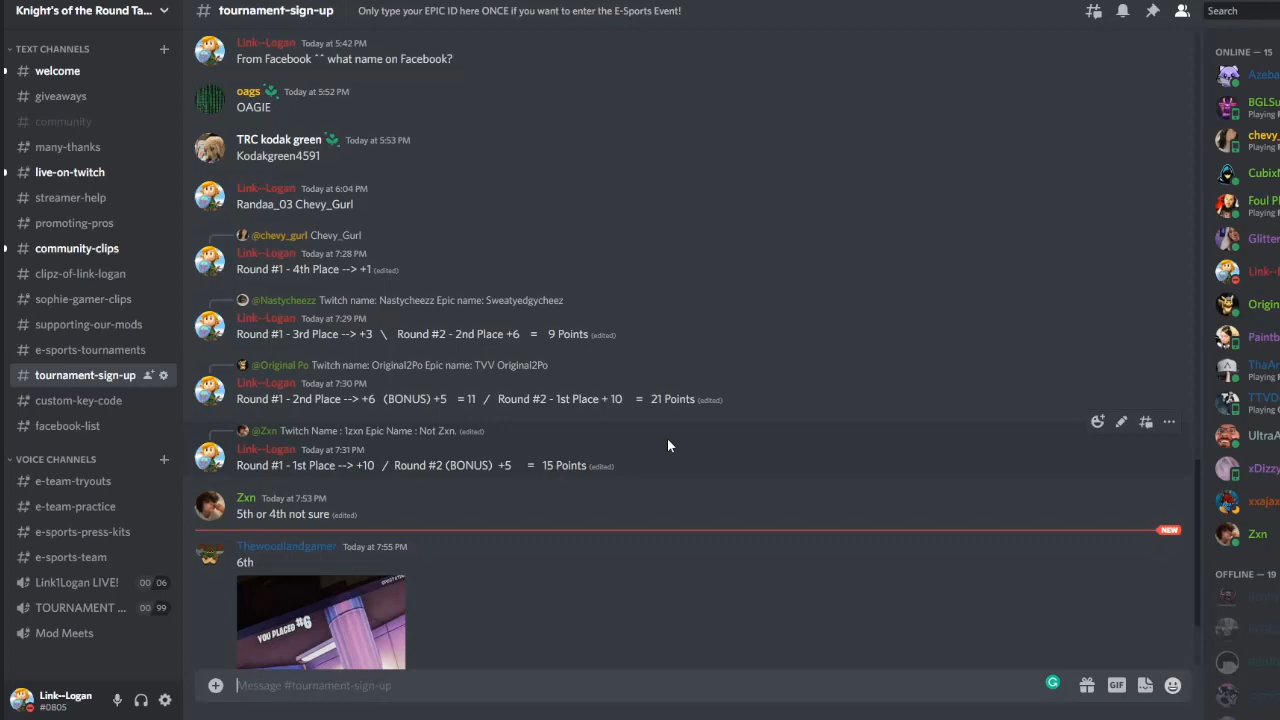 Knight's of the Round Ta...
TEXT CHANNELS
welcome
giveaways
community
many-thanks
live-on-twitch
streamer-help
promoting-pros
community-clips
clipz-of-link-logan
sophie-gamer-clips
supporting-our-mods
e-sports-tournaments
tournament-sign-up
custom-key-code
facebook-list
VOICE CHANNELS
e-team-tryouts
e-team-practice
e-sports-press-kits
e-sports-team
Link1Logan LIVE! 00 06
TOURNAMENT ... 00 99
Mod Meets
Link--Logan
#0805
# tournament-sign-up Only type your EPIC ID here ONCE if you want to enter the E-Sports Event!
Search
Link--Logan Today at 5:42 PM
From Facebook ^^ what name on Facebook?
oags Today at 5:52 PM
OAGIE
TRC kodak green Today at 5:53 PM
Kodakgreen4591
Link--Logan Today at 6:04 PM
Randaa_03 Chevy_Gurl
@chevy_gurl Chevy_Gurl
Link--Logan Today at 7:28 PM
Round #1 - 4th Place --> +1 (edited)
@Nastycheezz Twitch name: Nastycheezz Epic name: Sweatyedgycheez
Link--Logan Today at 7:29 PM
Round #1 - 3rd Place --> +3 \ Round #2 - 2nd Place +6 = 9 Points (edited)
@Original Po Twitch name: Original2Po Epic name: TVV Original2Po
Link--Logan Today at 7:30 PM
Round #1 - 2nd Place --> +6 (BONUS) +5 = 11 / Round #2 - 1st Place + 10 = 21 Points (edited)
@Zxn Twitch Name : 1zxn Epic Name : Not Zxn. (edited)
Link--Logan Today at 7:31 PM
Round #1 - 1st Place --> +10 / Round #2 (BONUS) +5 = 15 Points (edited)
Zxn Today at 7:53 PM
5th or 4th not sure (edited)
NEW
Thewoodlandgamer Today at 7:55 PM
6th
YOU PLACED #6
Message #tournament-sign-up
GIF
ONLINE — 15
Azeba
BGLSu
Playing
chevy_
Playing
CubixM
Foul Pl
Playing
Glitter
Link--
Origin
Paintb
ThaAr
Playing
TTVD
Playing
UltraA
xDizzy
xxajax
Zxn
OFFLINE — 19